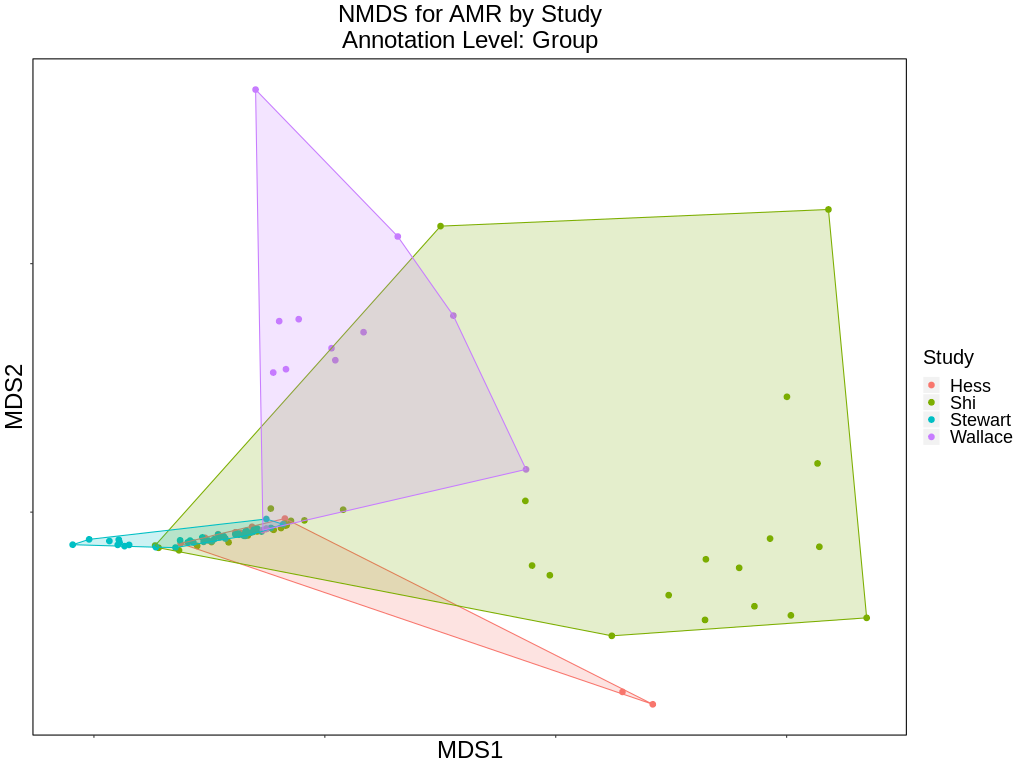 NMDS for AMR by Study
Annotation Level: Group
MDS2
MDS1
Study
Hess
Shi
Stewart
Wallace